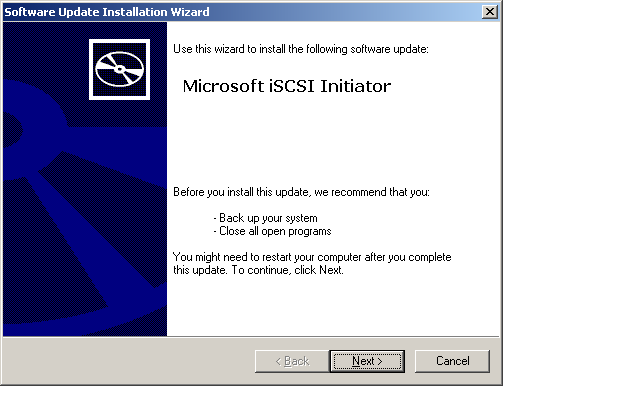 Software Update Installation Wizard
Use this wizard to install the following software update:
Microsoft iSCSI Initiator
Before you install this update, we recommend that you:
- Back up your system
- Close all open programs
You might need to restart your computer after you complete
this update. To continue, click Next.
< Back
Next >
Cancel